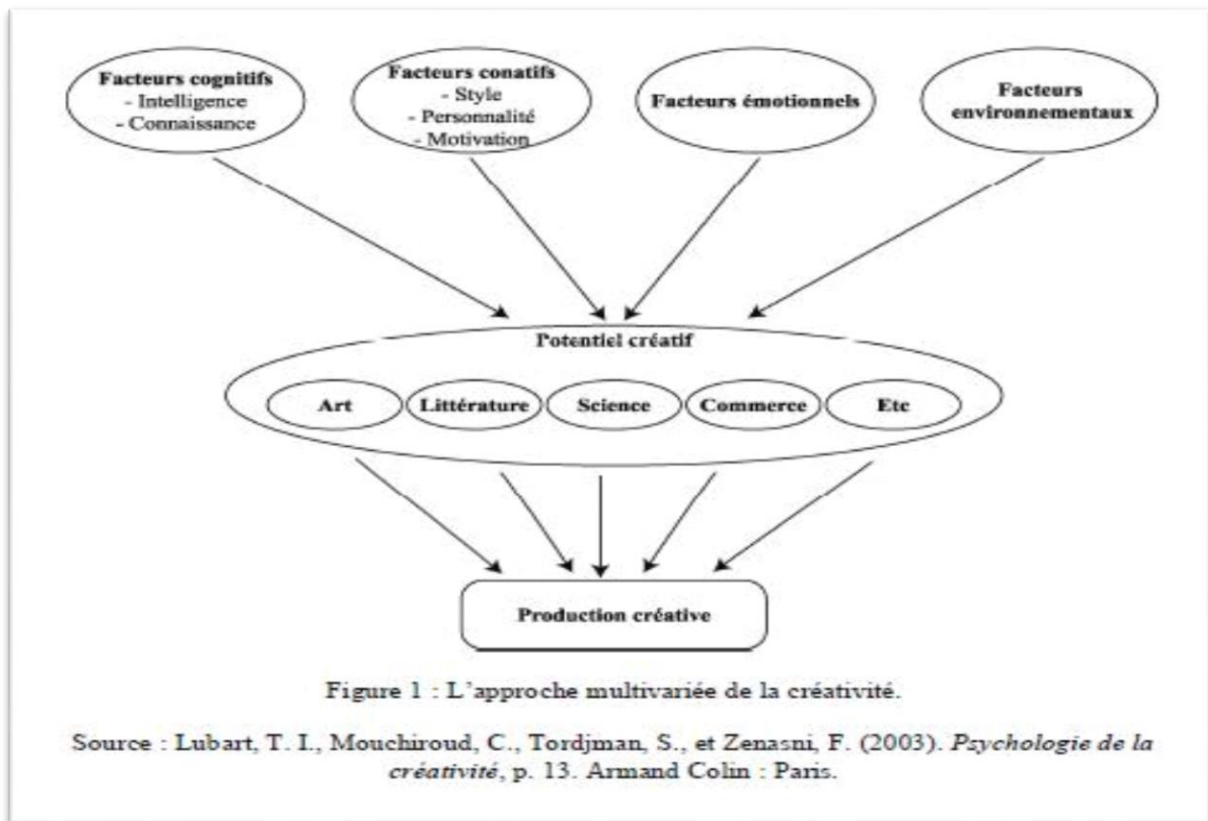 Facteurs cognitifs
- Intelligence
- Connaissance
Facteurs conatifs
- Style
- Personnalité
- Motivation
Facteurs émotionnels
Facteurs
environnementaux
Potentiel créatif
Art
Littérature
Science
Commerce
Etc
Production créative
Figure 1 : L'approche multivariée de la créativité.
Source : Lubart, T. I., Mouchiroud, C., Tordjman, S., et Zenasni, F. (2003). Psychologie de la
créativité, p. 13. Armand Colin : Paris.